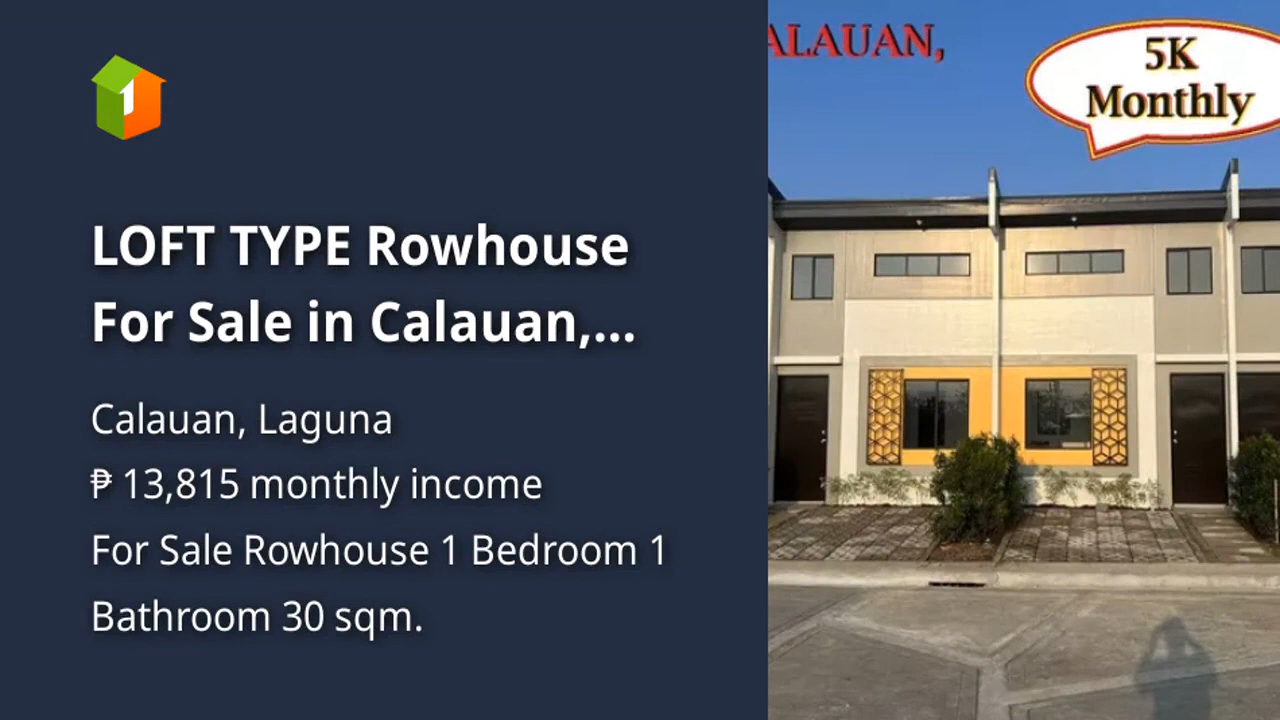 LOFT TYPE Rowhouse
For Sale in Calauan,...
Calauan, Laguna
₱ 13,815 monthly income
For Sale Rowhouse 1 Bedroom 1
Bathroom 30 sqm.
ALAUAN,
5K
Monthly